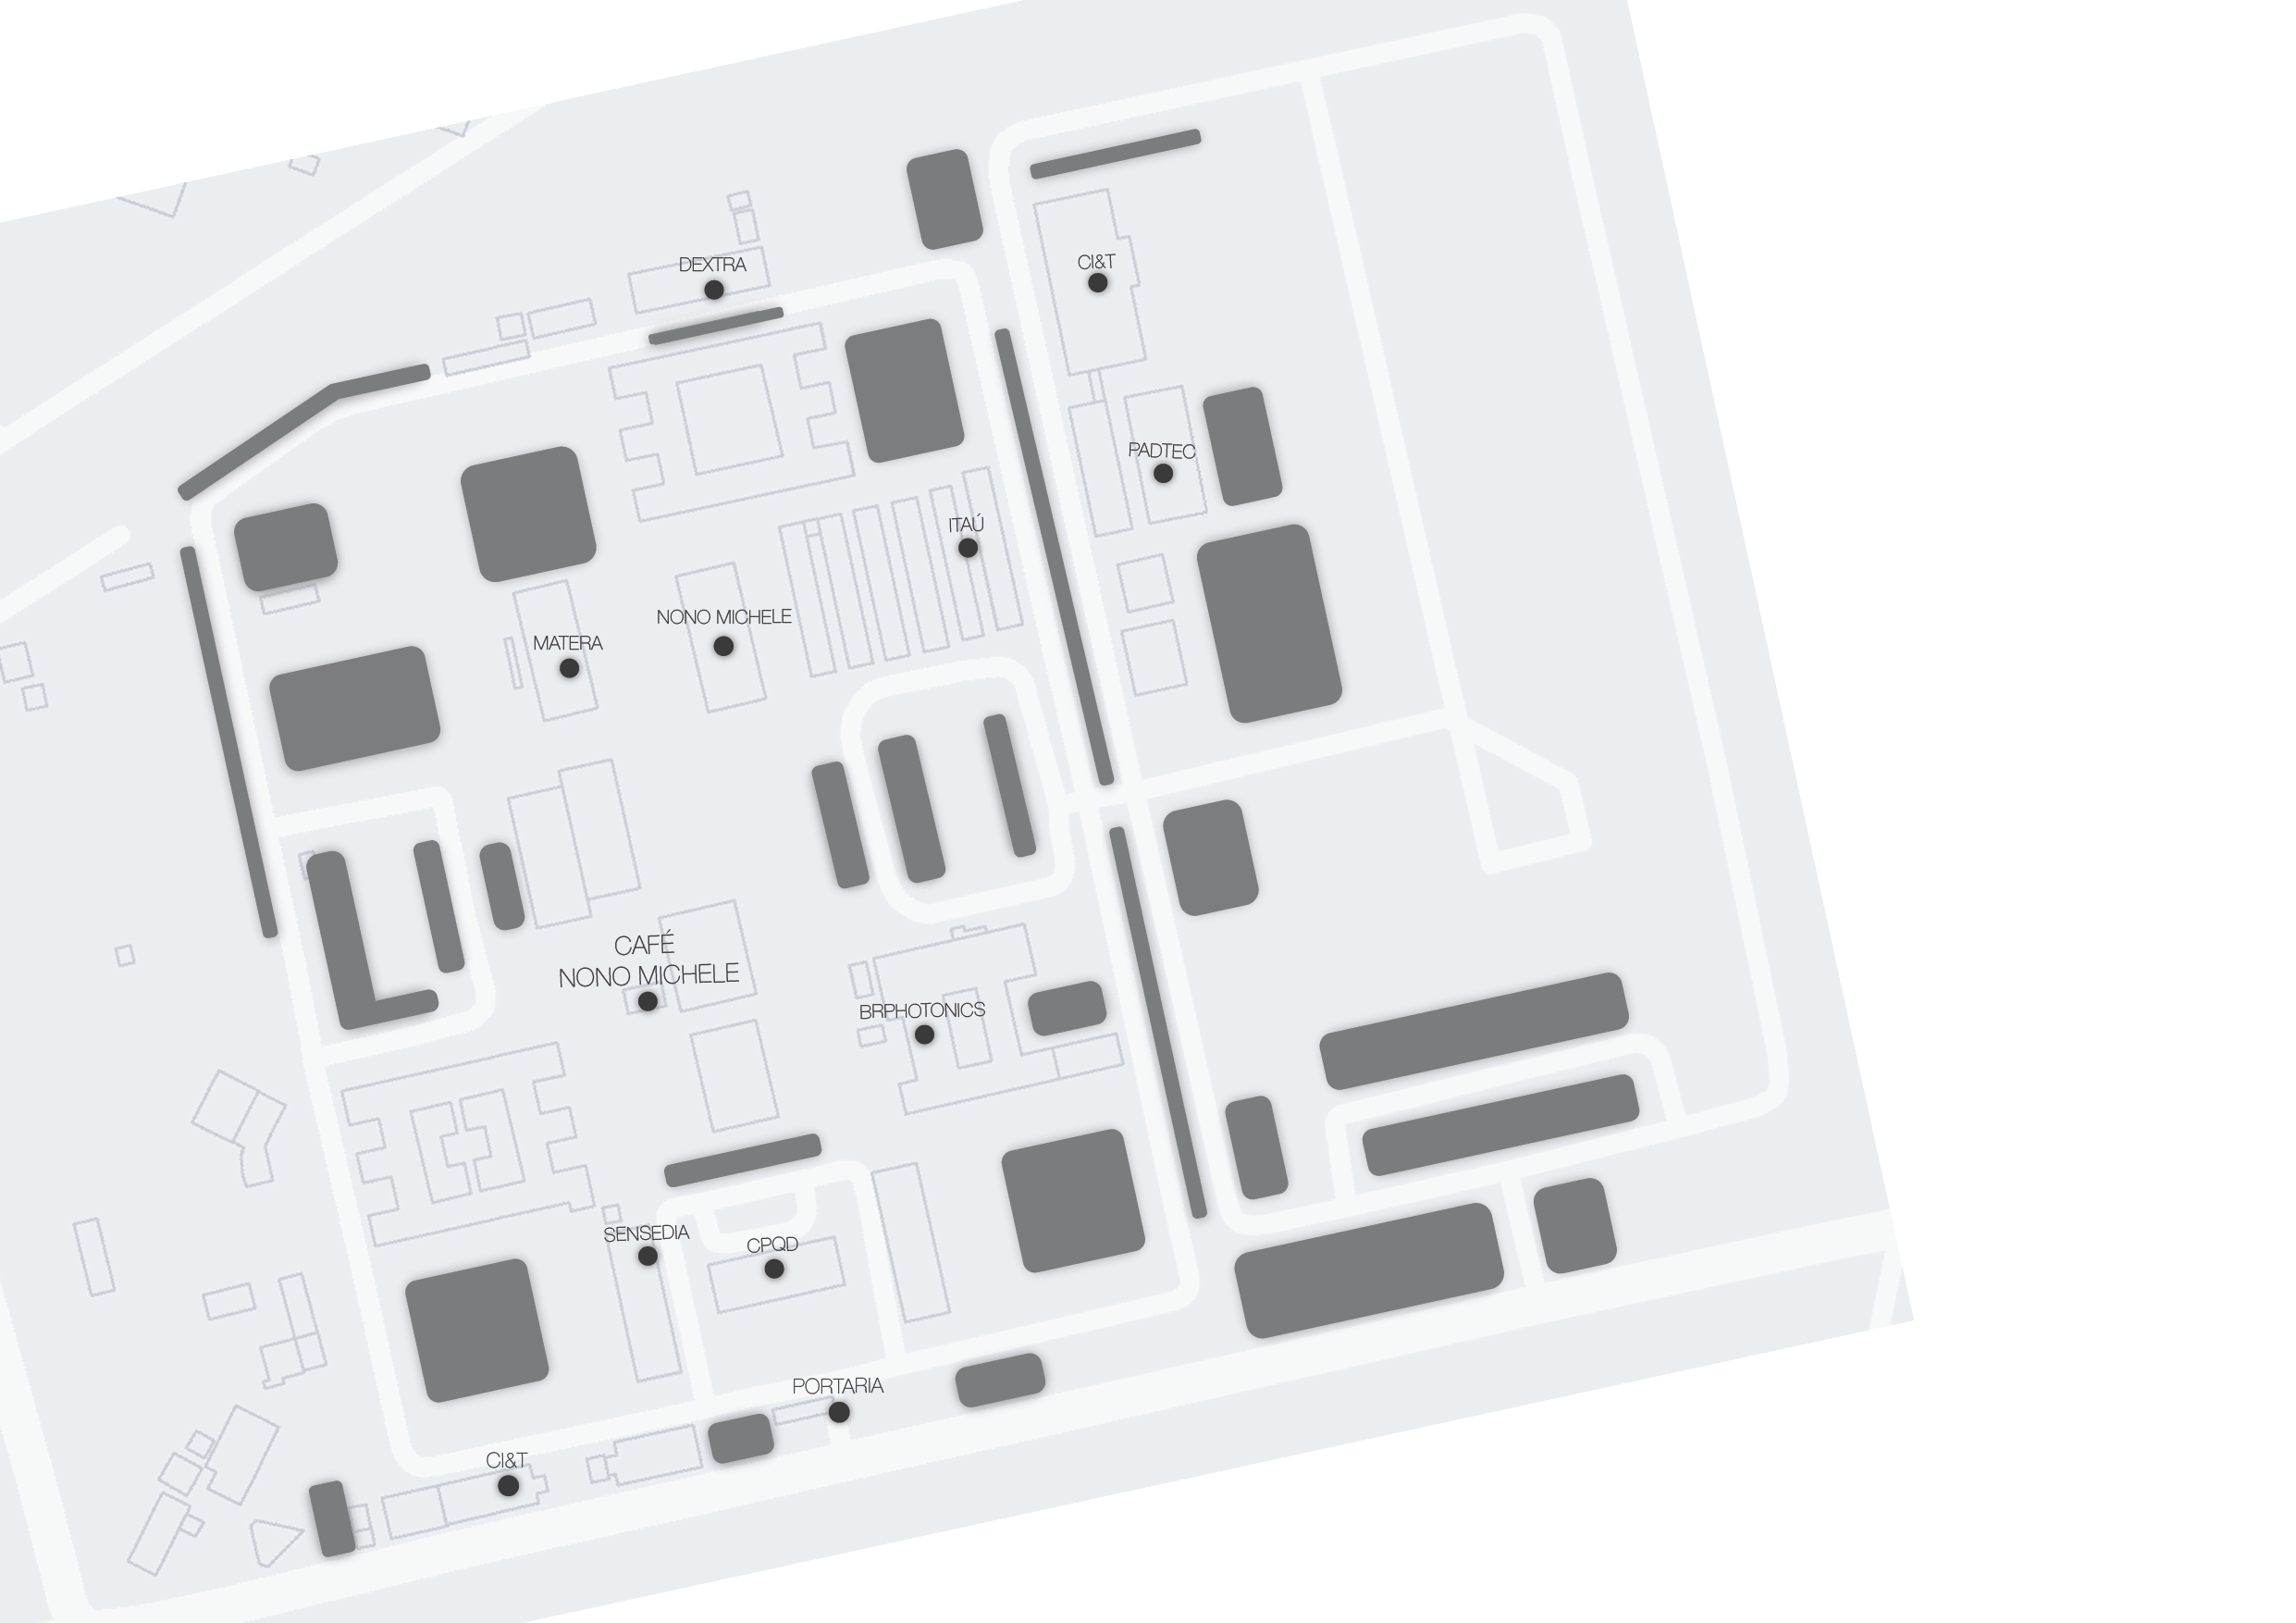 DEXTRA
CI&T
PADTEC
ITAÚ
NONO MICHELE
MATERA
CAFÉ
NONO MICHELE
BRPHOTONICS
SENSEDIA
CPQD
PORTARIA
CI&T